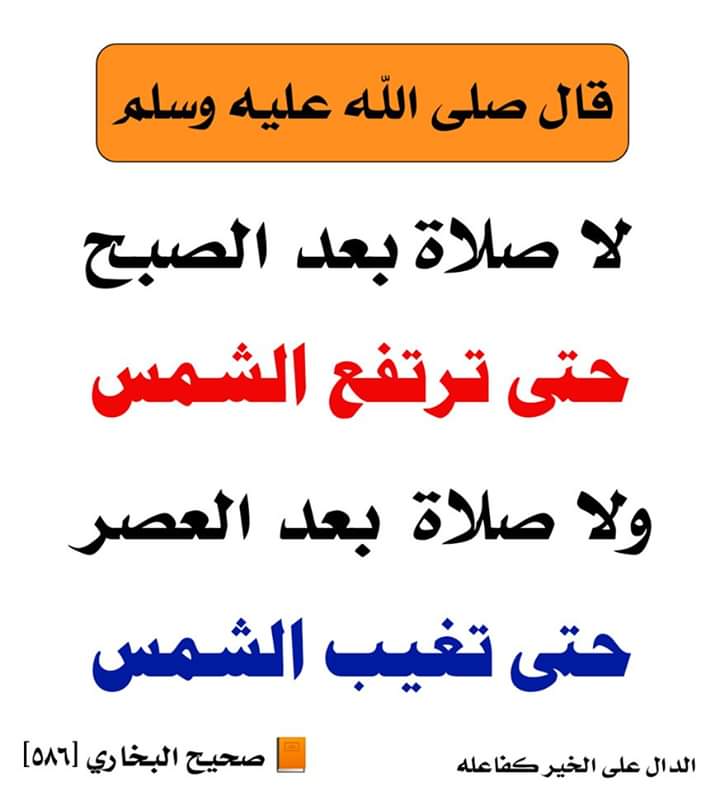 قال صلى الله عليه وسلم
لا صلاة بعد الصبح
حتى ترتفع الشمس
ولا صلاة بعد العصر
حتى تغيب الشمس
صحيح البخاري [٥٨٦]
الدال على الخير كفاعله